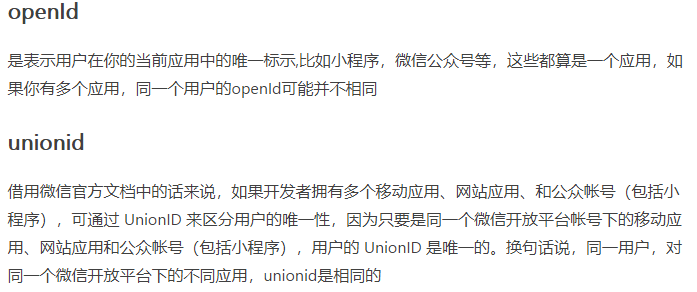 openId
是表示用户在你的当前应用中的唯一标示,比如小程序，微信公众号等，这些都算是一个应用，如
果你有多个应用，同一个用户的openId可能并不相同
unionid
借用微信官方文档中的话来说，如果开发者拥有多个移动应用、网站应用、和公众帐号（包括小
程序），可通过 UnionID 来区分用户的唯一性，因为只要是同一个微信开放平台帐号下的移动应
用、网站应用和公众帐号（包括小程序），用户的 UnionID 是唯一的。换句话说，同一用户，对
同一个微信开放平台下的不同应用，unionid是相同的